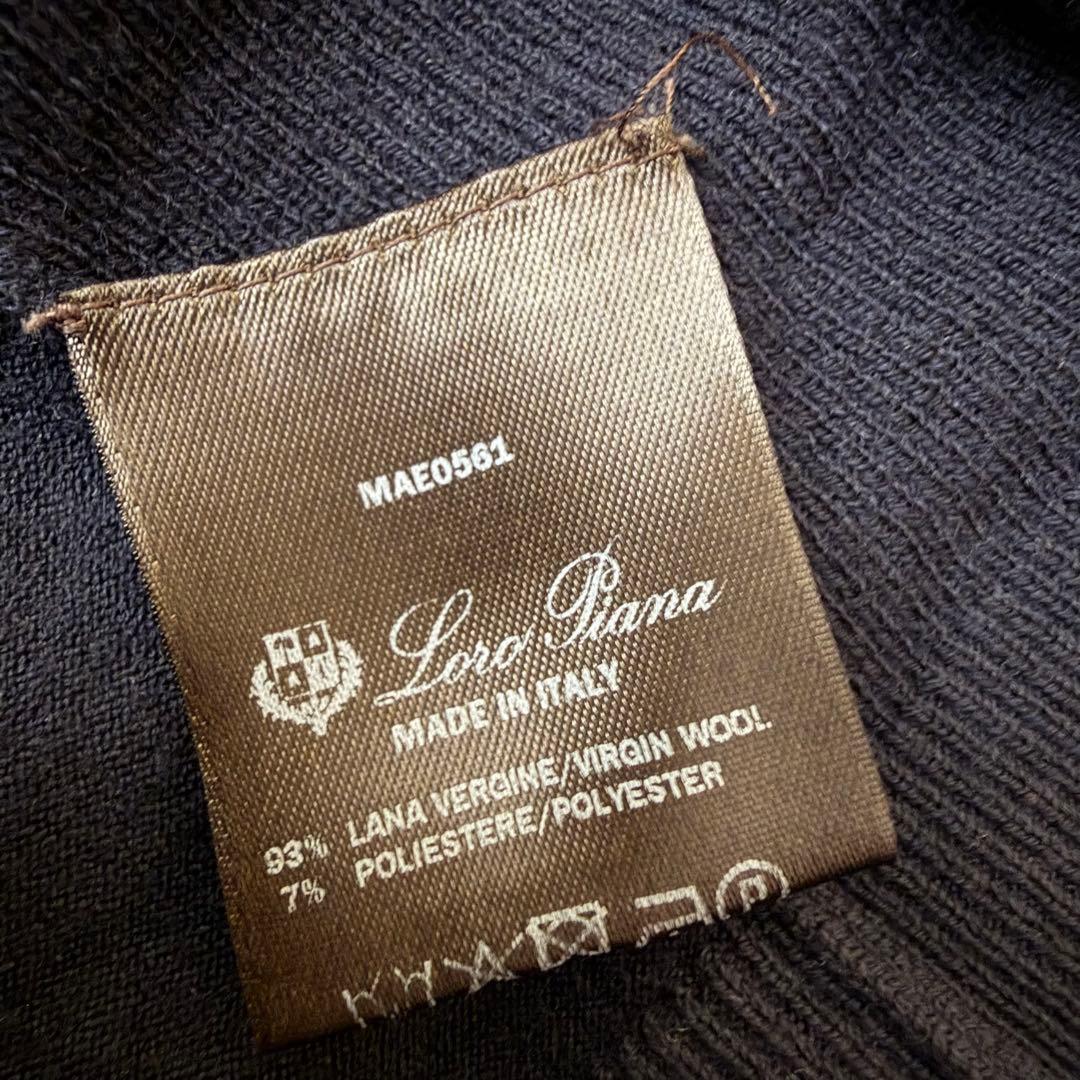 MAE0561
Loro Piana
MADE IN ITALY
93% LANA VERGINE/VIRGIN WOOL
7% POLIESTERE/POLYESTER